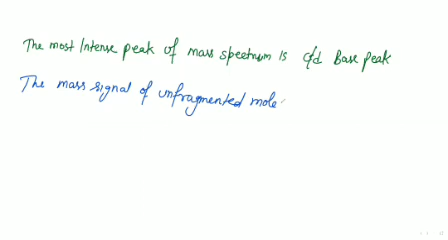 The most Intense peak of mass spectrum is c/d Base peak
The mass signal of unfragmented mole